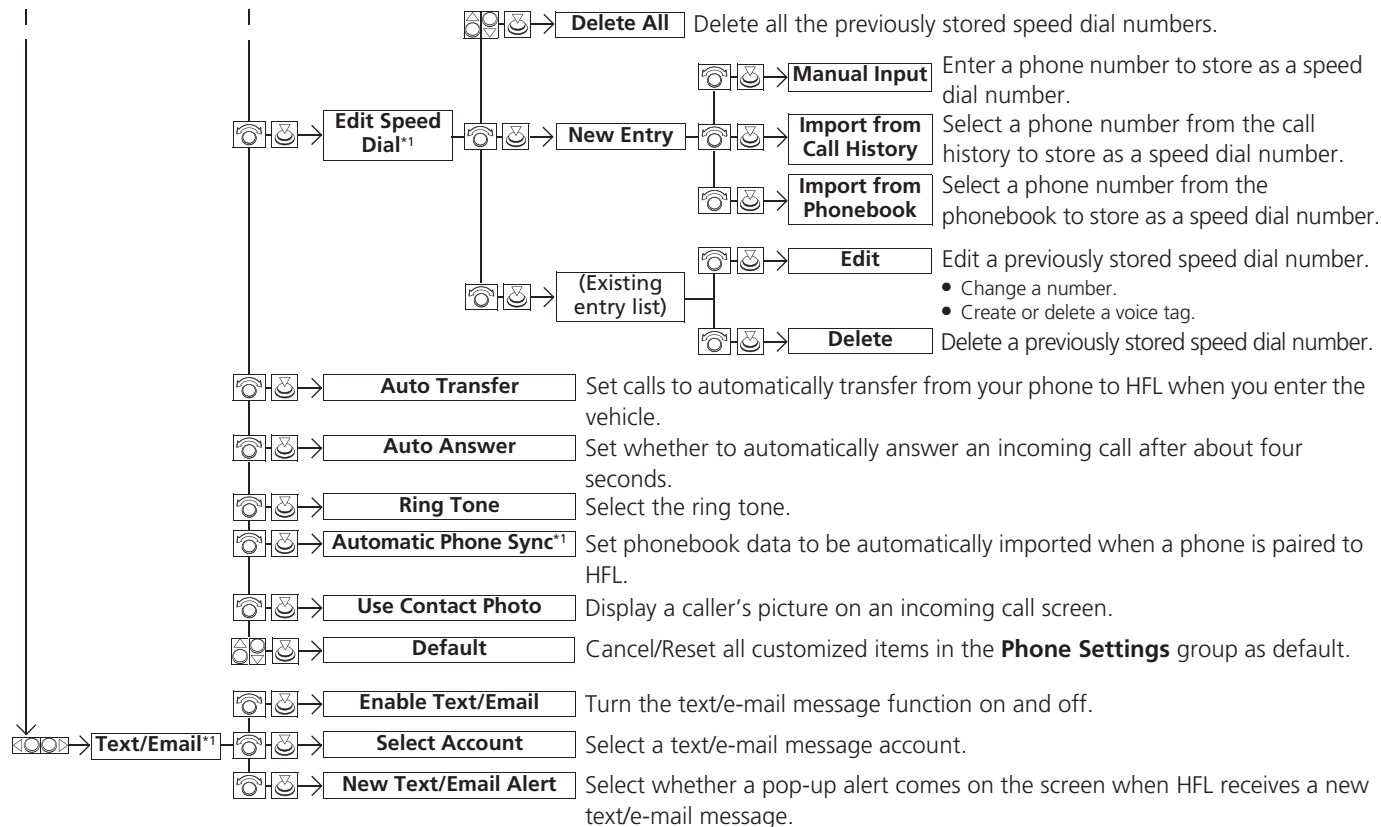 Delete All Delete all the previously stored speed dial numbers.
Manual Input Enter a phone number to store as a speed
dial number.
Edit Speed
Dial*1
New Entry
Import from
Call History
Select a phone number from the call
history to store as a speed dial number.
Import from
Phonebook
Select a phone number from the
phonebook to store as a speed dial number.
(Existing
entry list)
Edit Edit a previously stored speed dial number.
• Change a number.
• Create or delete a voice tag.
Delete Delete a previously stored speed dial number.
Auto Transfer Set calls to automatically transfer from your phone to HFL when you enter the
vehicle.
Auto Answer Set whether to automatically answer an incoming call after about four
seconds.
Ring Tone Select the ring tone.
Automatic Phone Sync*1 Set phonebook data to be automatically imported when a phone is paired to
HFL.
Use Contact Photo Display a caller's picture on an incoming call screen.
Default Cancel/Reset all customized items in the Phone Settings group as default.
Enable Text/Email Turn the text/e-mail message function on and off.
Text/Email*1 Select Account Select a text/e-mail message account.
New Text/Email Alert Select whether a pop-up alert comes on the screen when HFL receives a new
text/e-mail message.